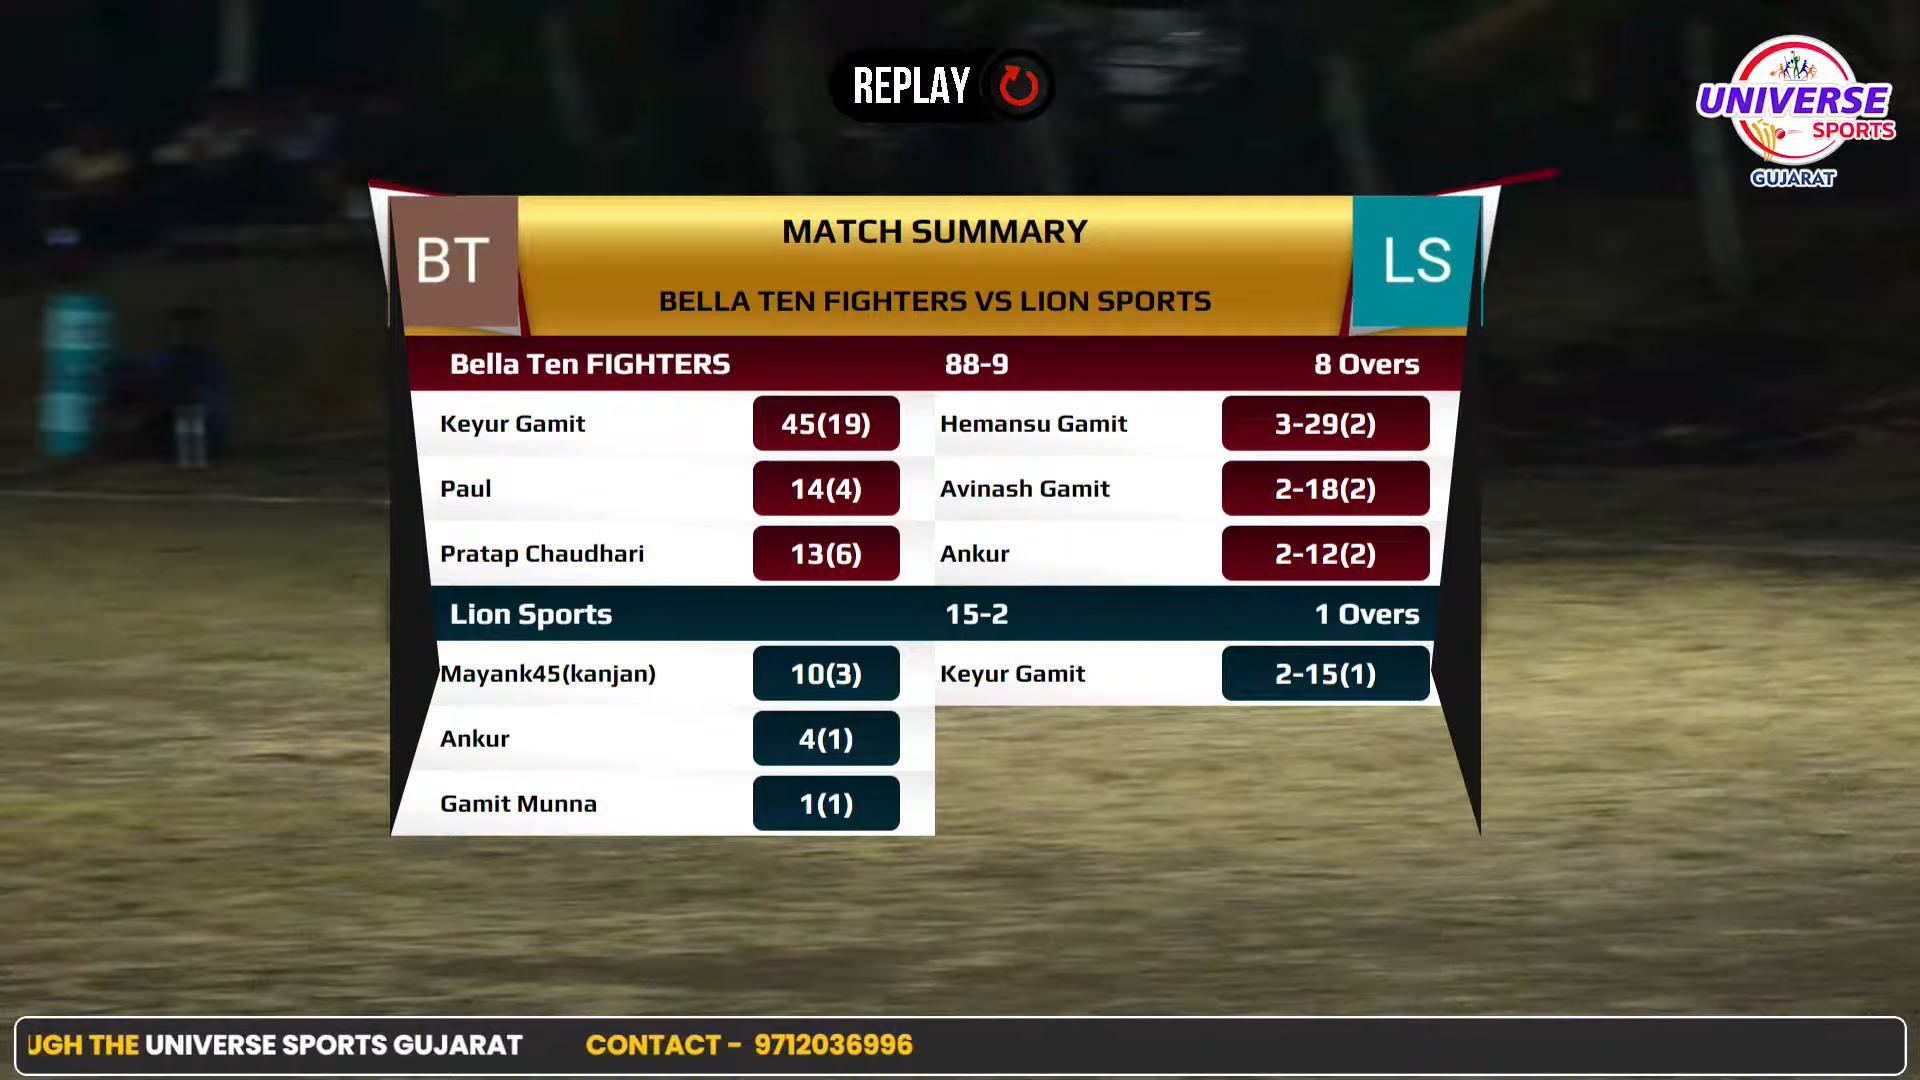 REPLAY
UNIVERSE
SPORTS
GUJARAT
BT
MATCH SUMMARY
LS
BELLA TEN FIGHTERS VS LION SPORTS
Bella Ten FIGHTERS 88-9 8 Overs
Keyur Gamit 45(19) Hemansu Gamit 3-29(2)
Paul 14(4) Avinash Gamit 2-18(2)
Pratap Chaudhari 13(6) Ankur 2-12(2)
Lion Sports 15-2 1 Overs
Mayank45(kanjan) 10(3) Keyur Gamit 2-15(1)
Ankur 4(1)
Gamit Munna 1(1)
UGH THE UNIVERSE SPORTS GUJARAT CONTACT - 9712036996